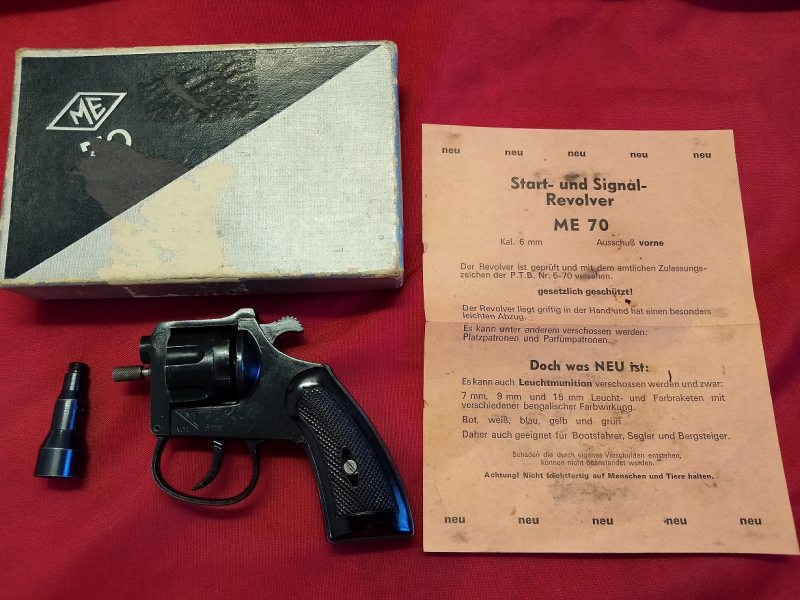 ME
70
neu neu neu neu neu
Start- und Signal-
Revolver
ME 70
Kal. 6 mm Ausschuß vorne
Der Revolver ist geprüft und mit dem amtlichen Zulassungs-
zeichen der P.T.B. Nr. 5-70 versehen.
gesetzlich geschützt!
Der Revolver liegt griffig in der Hand und hat einen besonders
leichten Abzug.
Es kann unter anderem verschossen werden:
Platzpatronen und Parfümpatronen.
Doch was NEU ist:
Es kann auch Leuchtmunition verschossen werden und zwar:
7 mm, 9 mm und 15 mm Leucht- und Farbraketen mit
verschiedener bengalischer Farbwirkung.
Rot, weiß, blau, gelb und grün
Daher auch geeignet für Bootsfahrer, Segler und Bergsteiger.
Schäden die durch eigenes Verschulden entstehen,
können nicht beanstandet werden.
Achtung! Nicht leichtfertig auf Menschen und Tiere halten.
neu neu neu neu neu